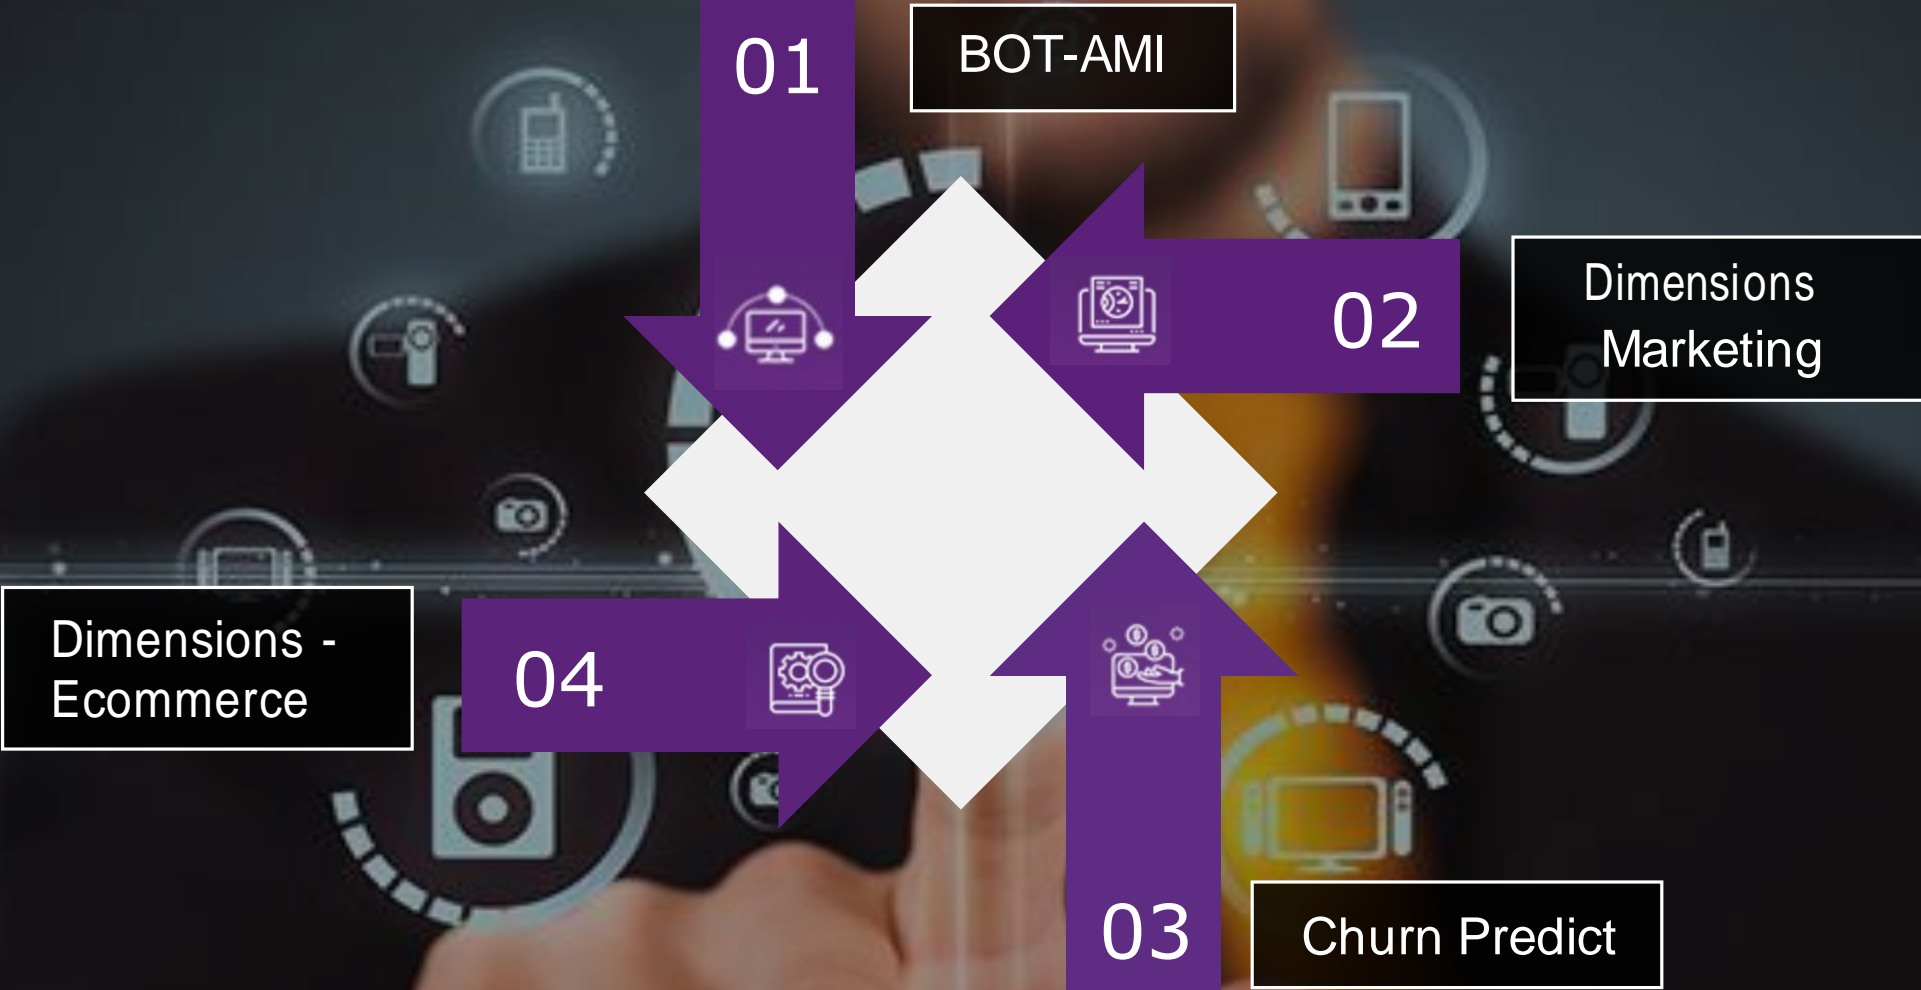 01
BOT-AMI
02
Dimensions
Marketing
Dimensions -
Ecommerce
04
03
Churn Predict